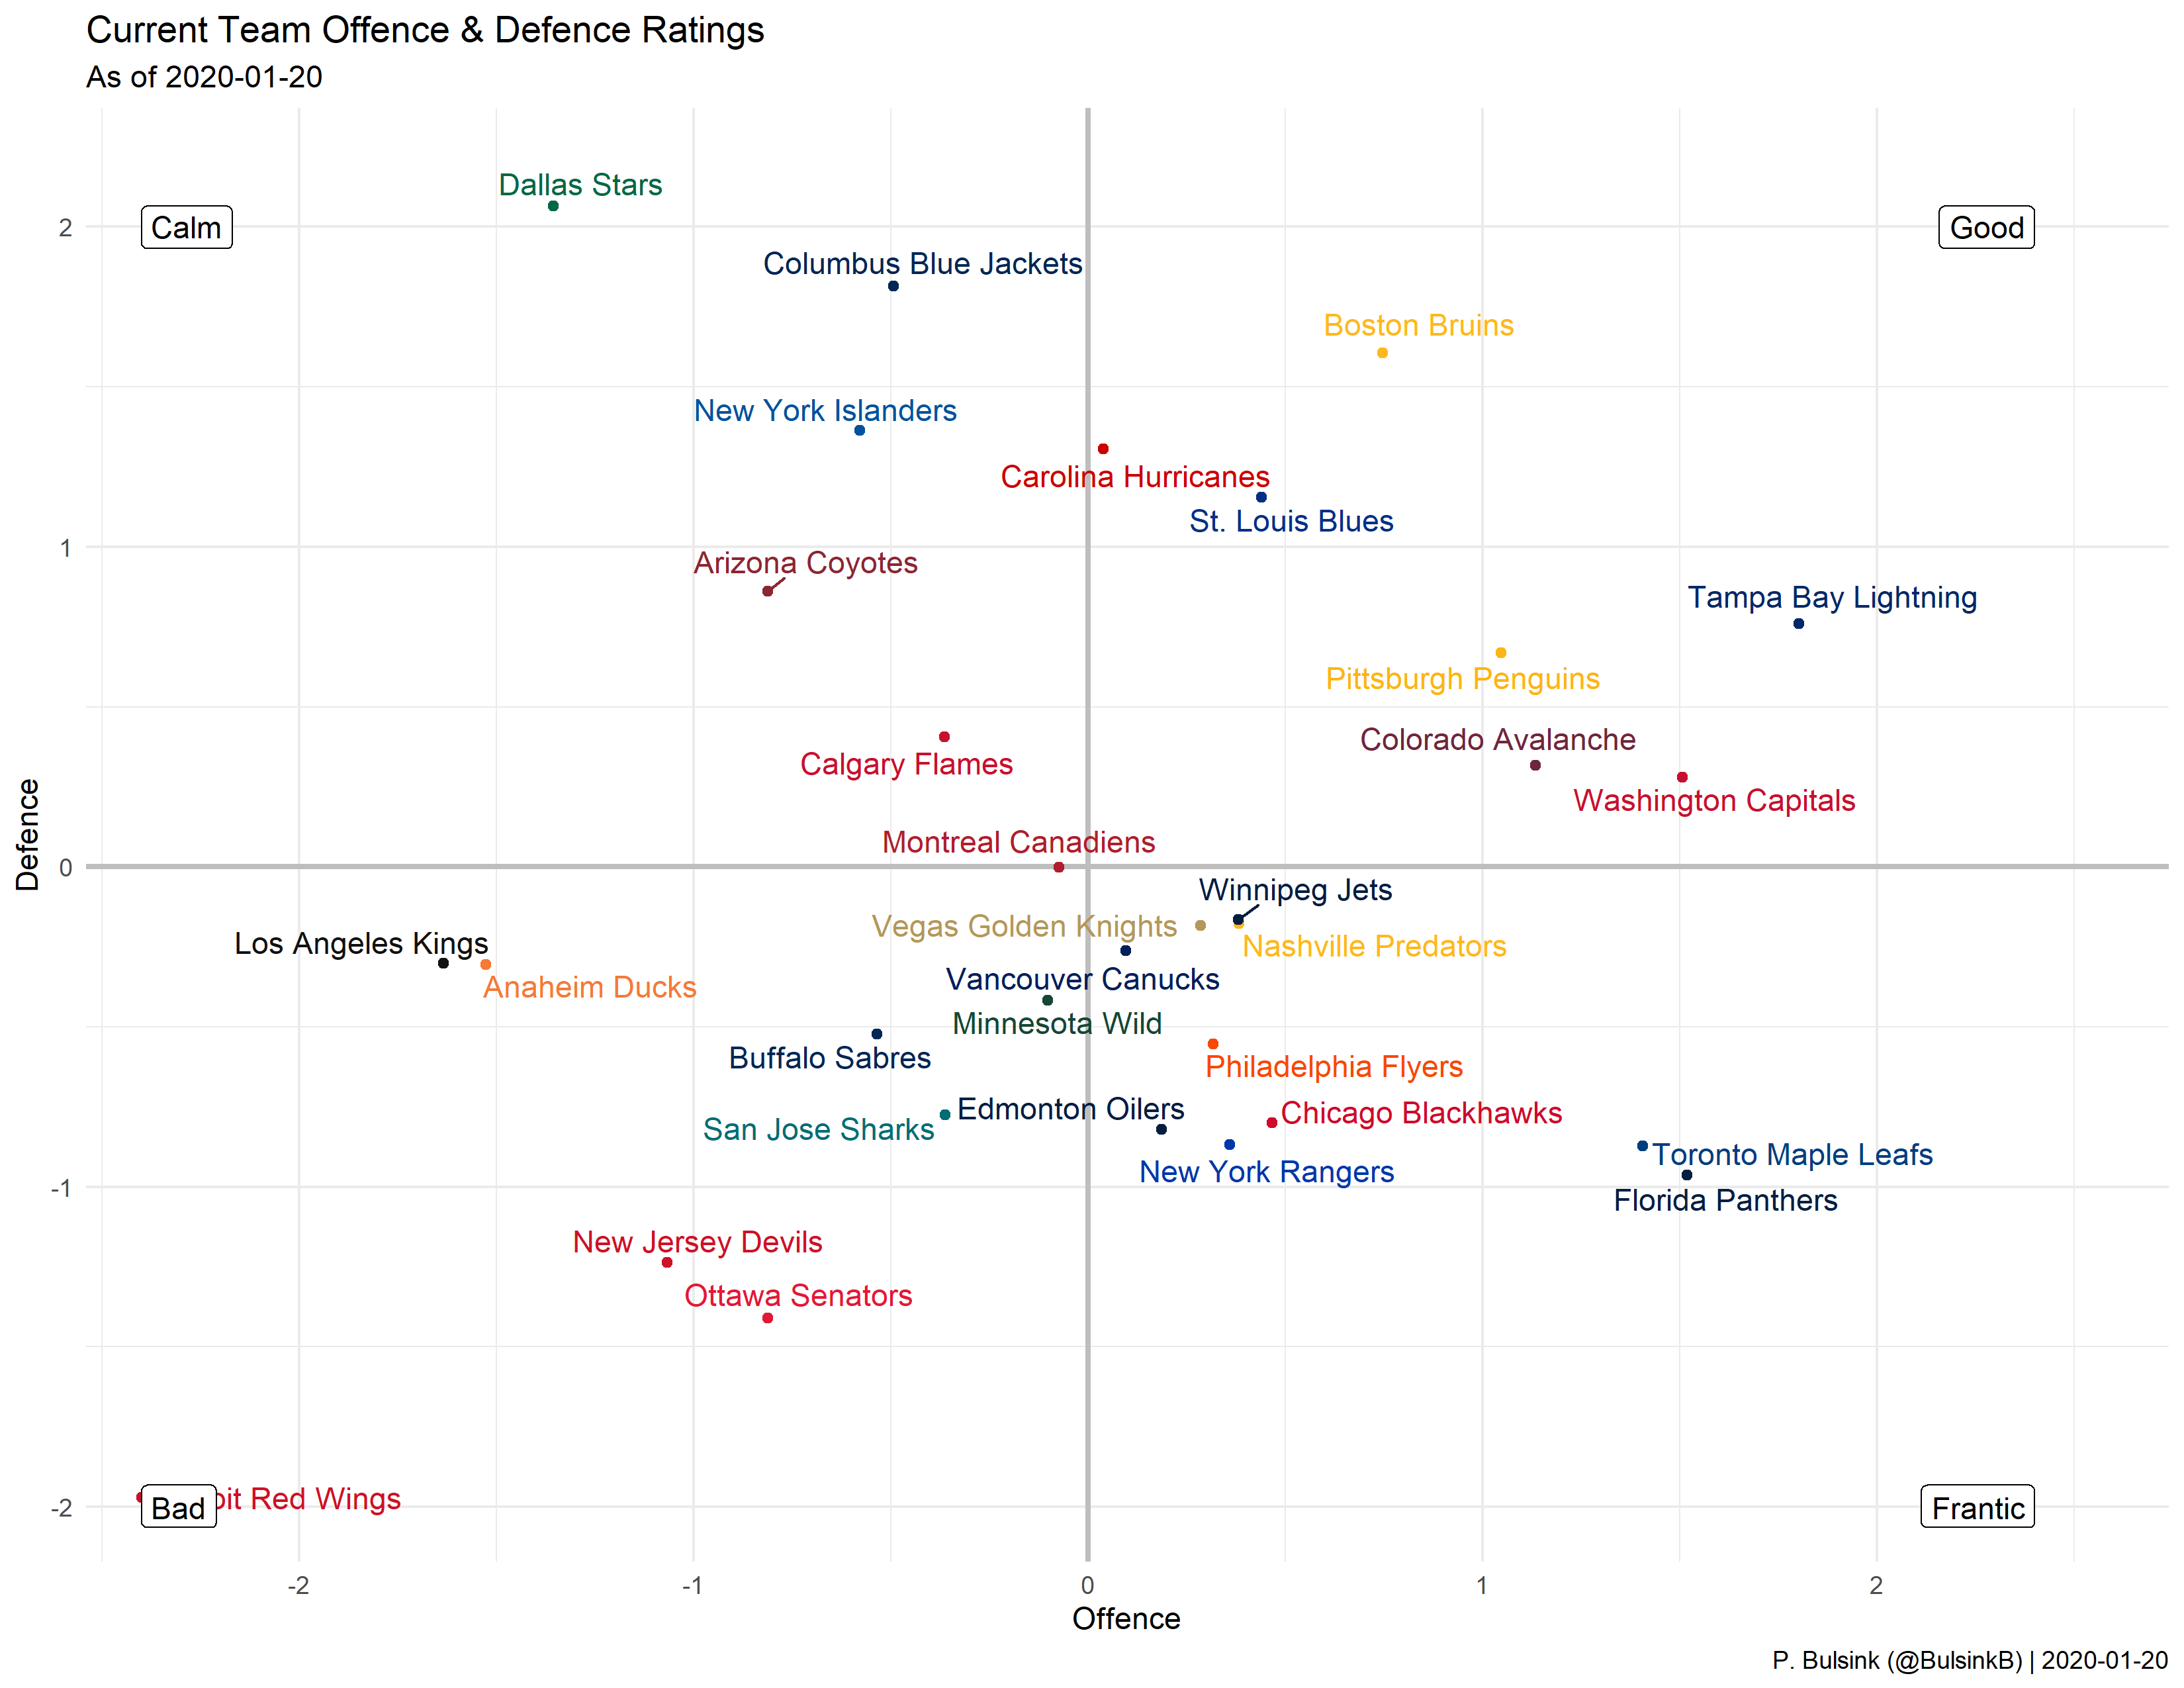 Current Team Offence & Defence Ratings
As of 2020-01-20
Dallas Stars
2
Calm
Good
Columbus Blue Jackets
Boston Bruins
New York Islanders
Carolina Hurricanes
St. Louis Blues
1
Arizona Coyotes
Tampa Bay Lightning
Pittsburgh Penguins
Colorado Avalanche
Calgary Flames
Washington Capitals
Defence
Montreal Canadiens
0
Winnipeg Jets
Vegas Golden Knights
Nashville Predators
Los Angeles Kings
Anaheim Ducks
Vancouver Canucks
Minnesota Wild
Buffalo Sabres
Philadelphia Flyers
Edmonton Oilers
Chicago Blackhawks
San Jose Sharks
Toronto Maple Leafs
New York Rangers
-1
Florida Panthers
New Jersey Devils
Ottawa Senators
Red Wings
-2
Bad
Frantic
-2 -1 0 1 2
Offence
P. Bulsink (@BulsinkB) | 2020-01-20